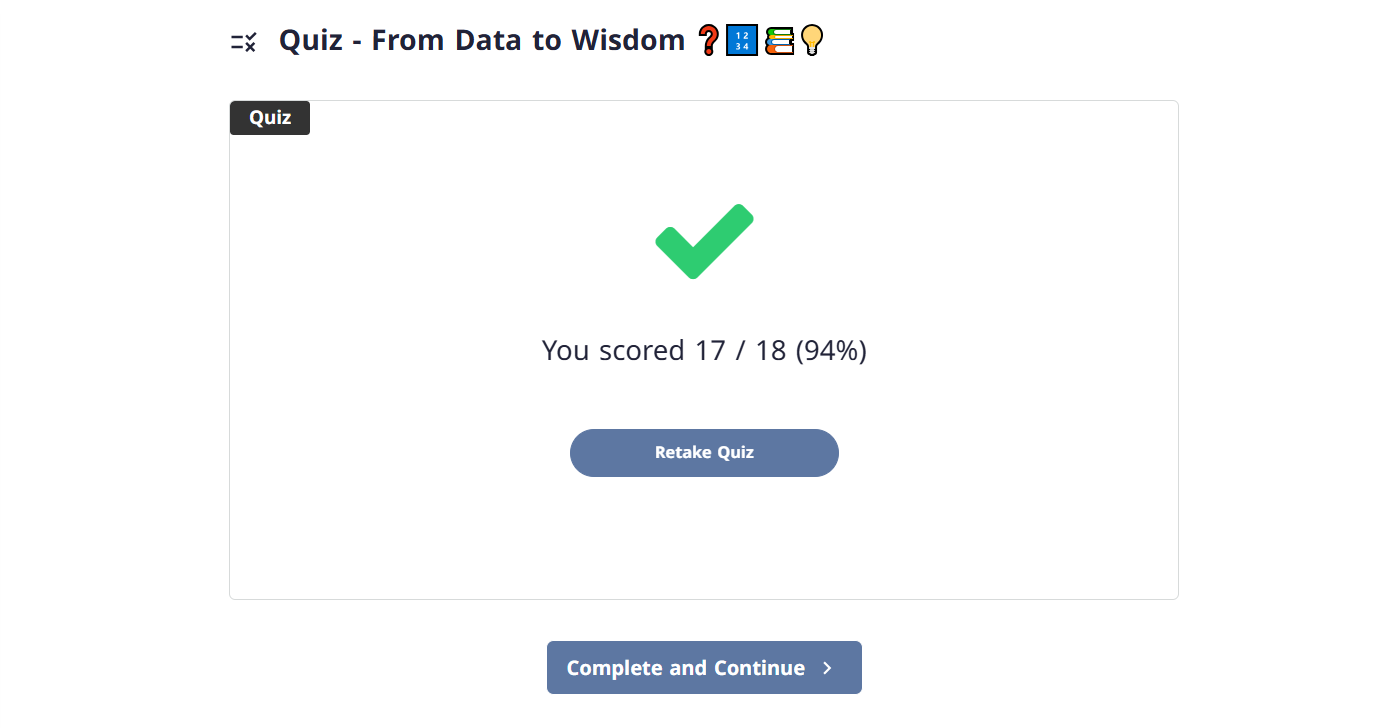 Quiz - From Data to Wisdom ❓🔢📚💡
Quiz
You scored 17 / 18 (94%)
Retake Quiz
Complete and Continue